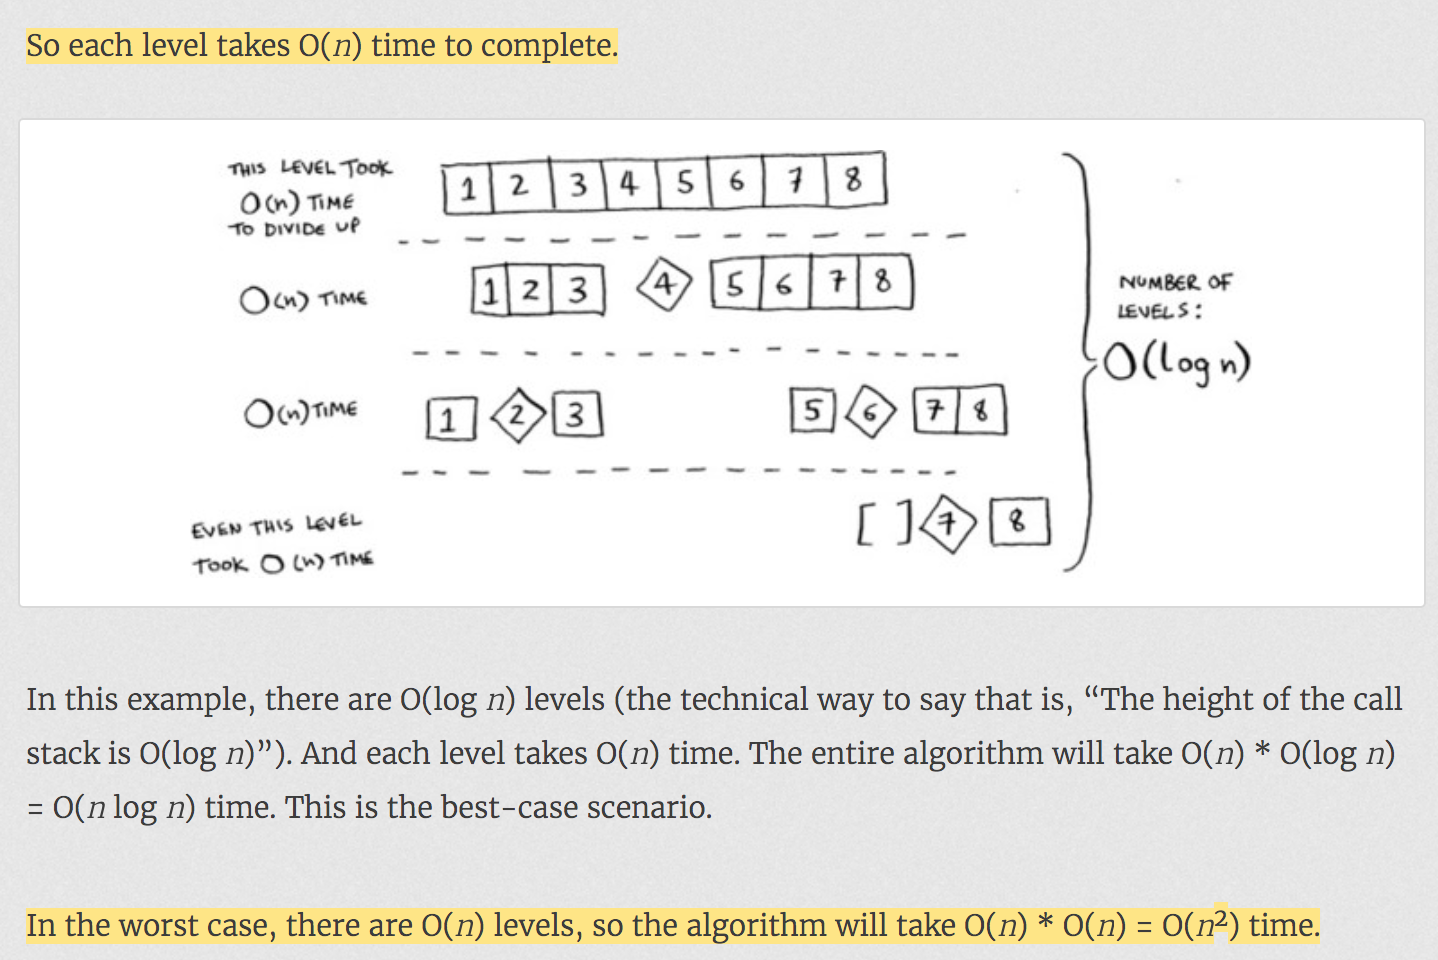 So each level takes O(n) time to complete.
THIS LEVEL TOOK
O(n) TIME
TO DIVIDE UP
1 2 3 4 5 6 7 8
O(n) TIME
1 2 3 4 5 6 7 8
O(n) TIME
1 2 3 5 6 7 8
EVEN THIS LEVEL
TOOK O(n) TIME
[ ] 7 8
NUMBER OF
LEVELS:
O(log n)
In this example, there are O(log n) levels (the technical way to say that is, “The height of the call
stack is O(log n)”). And each level takes O(n) time. The entire algorithm will take O(n) * O(log n)
= O(n log n) time. This is the best-case scenario.
In the worst case, there are O(n) levels, so the algorithm will take O(n) * O(n) = O(n²) time.